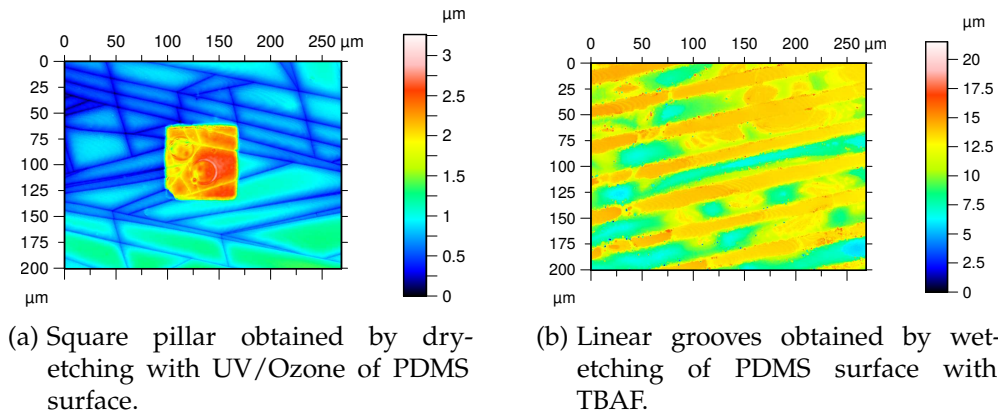 µm
0 50 100 150 200 250 µm
0
25
50
75
100
125
150
175
200
µm
3
2.5
2
1.5
1
0.5
0
µm
0 50 100 150 200 250 µm
0
25
50
75
100
125
150
175
200
µm
20
17.5
15
12.5
10
7.5
5
2.5
0
(a) Square pillar obtained by dry-
etching with UV/Ozone of PDMS
surface.
(b) Linear grooves obtained by wet-
etching of PDMS surface with
TBAF.